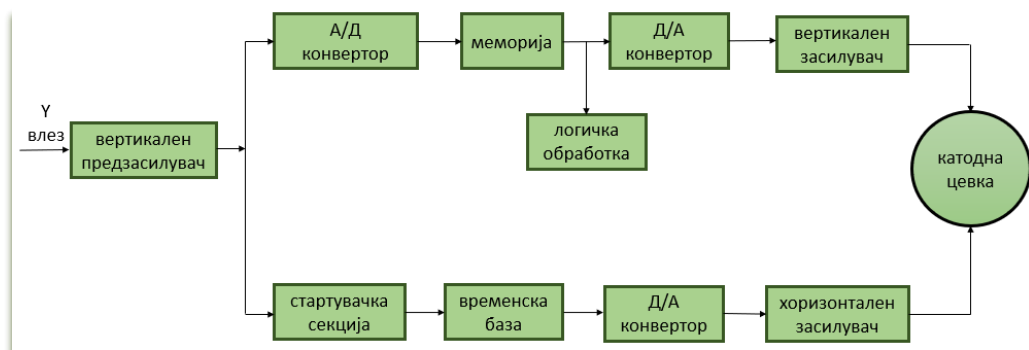 Y
влез
вертикален
предзасилувач
А/Д
конвертор
меморија
Д/А
конвертор
вертикален
засилувач
логичка
обработка
катодна
цевка
стартувачка
секција
временска
база
Д/А
конвертор
хоризонтален
засилувач